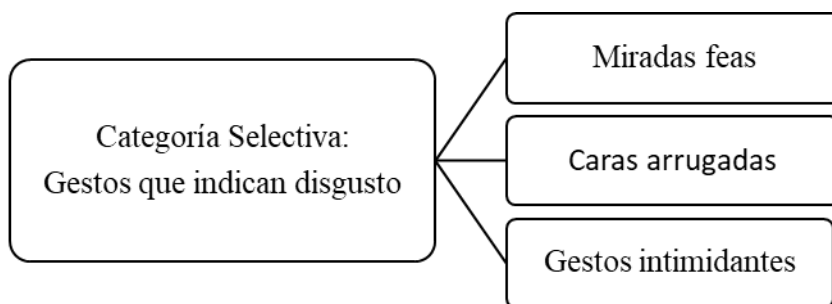 Categoría Selectiva:
Gestos que indican disgusto
Miradas feas
Caras arrugadas
Gestos intimidantes